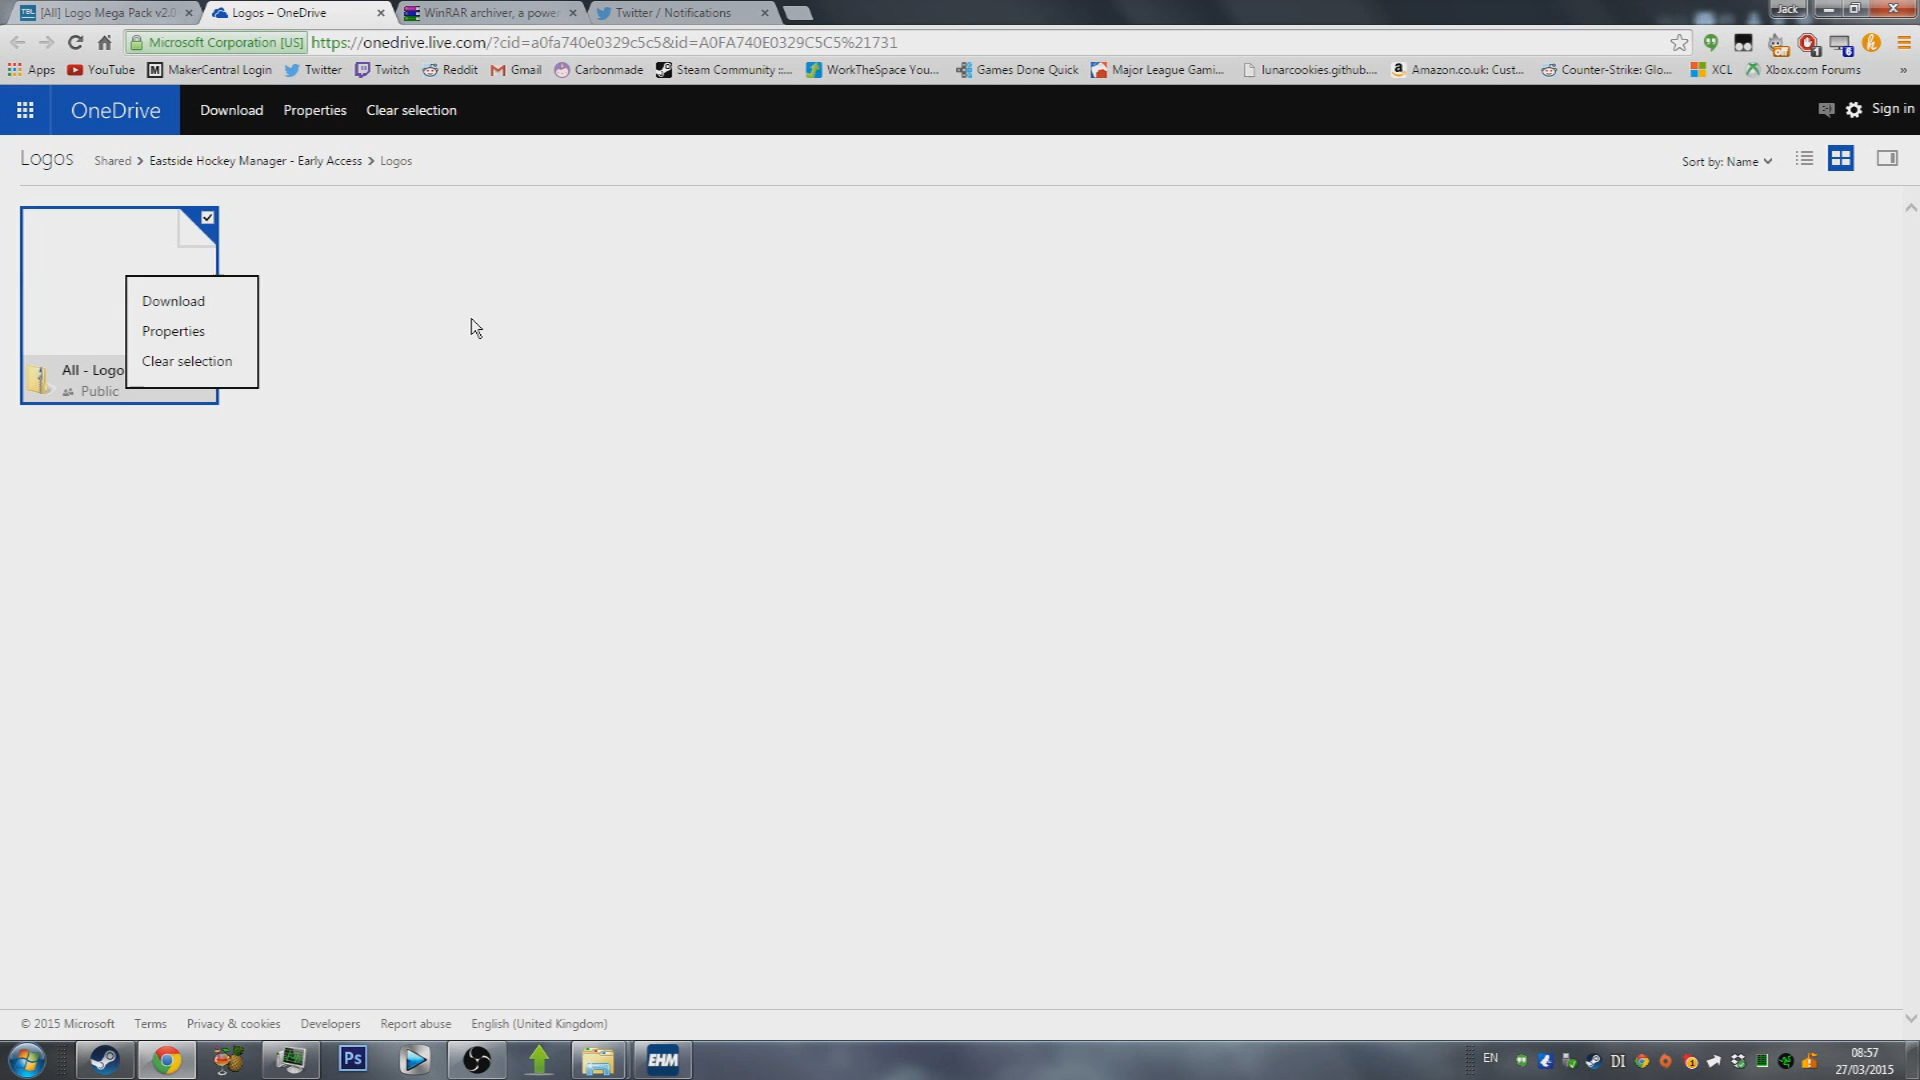 [All] Logo Mega Pack v2.0
Logos – OneDrive
WinRAR archiver, a power
Twitter / Notifications
Jack
Microsoft Corporation [US]
https://onedrive.live.com/?cid=a0fa740e0329c5c5&id=A0FA740E0329C5C5%21731
Apps
YouTube
MakerCentral Login
Twitter
Twitch
Reddit
Gmail
Carbonmade
Steam Community ::...
WorkTheSpace You...
Games Done Quick
Major League Gami...
lunarcookies.github....
Amazon.co.uk: Cust...
Counter-Strike: Glo...
XCL
Xbox.com Forums
»
OneDrive
Download
Properties
Clear selection
Sign in
Logos
Shared > Eastside Hockey Manager - Early Access > Logos
Sort by: Name
Download
Properties
Clear selection
All - Logo
Public
© 2015 Microsoft
Terms
Privacy & cookies
Developers
Report abuse
English (United Kingdom)
Ps
EHM
EN
DI
08:57
27/03/2015